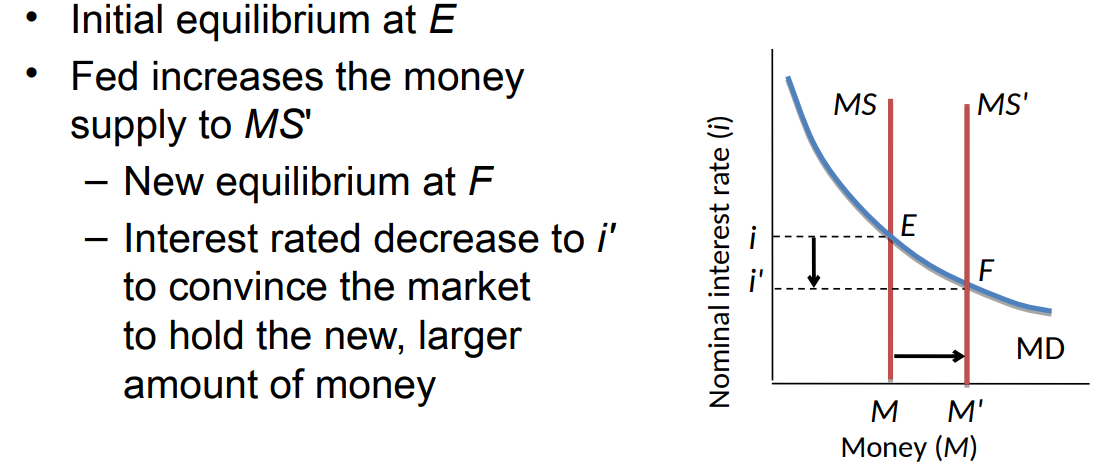 • Initial equilibrium at E
• Fed increases the money
supply to MS'
– New equilibrium at F
– Interest rated decrease to i'
to convince the market
to hold the new, larger
amount of money
Nominal interest rate (i)
MS
MS'
E
i
F
i'
MD
M
M'
Money (M)